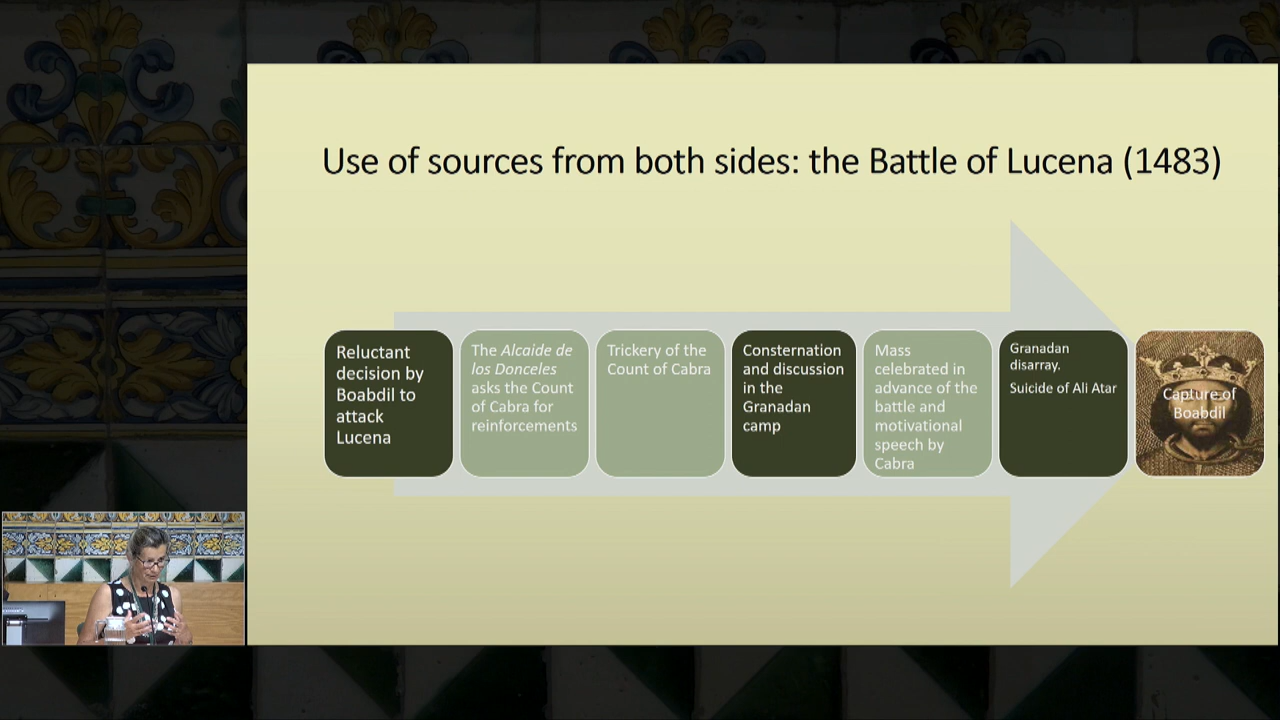 Use of sources from both sides: the Battle of Lucena (1483)
Reluctant
decision by
Boabdil to
attack
Lucena
The Alcaide de
los Donceles
asks the Count
of Cabra for
reinforcements
Trickery of the
Count of Cabra
Consternation
and discussion
in the
Granadan
camp
Mass
celebrated in
advance of the
battle and
motivational
speech by
Cabra
Granadan
disarray.
Suicide of Ali Atar
Capture of
Boabdil